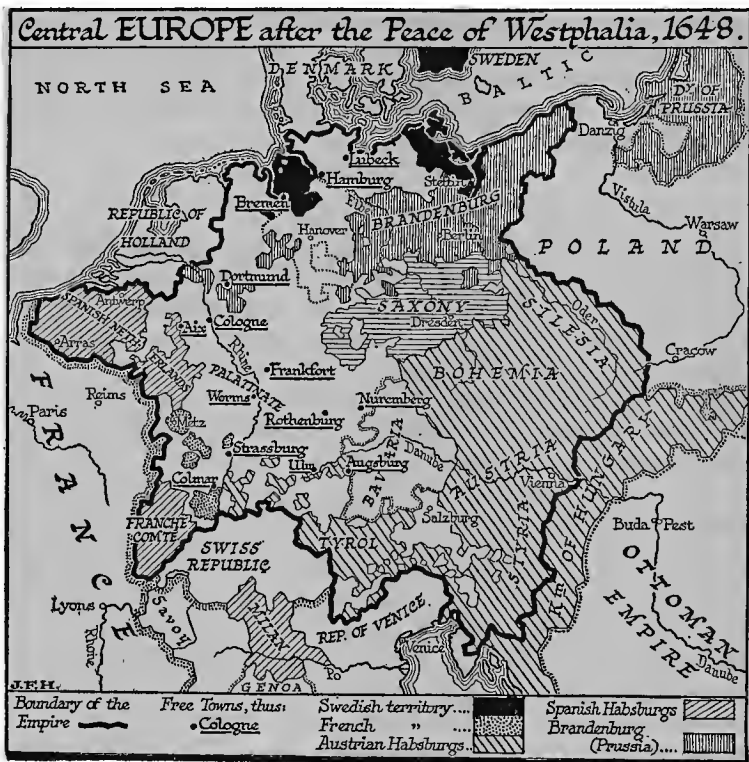 Central EUROPE after the Peace of Westphalia, 1648.
NORTH SEA
DENMARK
SWEDEN
BALTIC
Dy. OF
PRUSSIA
Danzig
Lübeck
Hamburg
Stettin
Bremen
Vistula
REPUBLIC OF
HOLLAND
Hanover
BRANDENBURG
Berlin
Warsaw
POLAND
Dortmund
Antwerp
SPANISH NETHERLANDS
SAXONY
Dresden
SILESIA
Oder
Aix
Cologne
Arras
Rhine
Cracow
Frankfort
BOHEMIA
PALATINATE
Reims
Worms
Nuremberg
Paris
Metz
Rothenburg
FRANCE
Strassburg
Ulm
Augsburg
BAVARIA
Danube
AUSTRIA
Vienna
Colmar
Salzburg
FRANCHE
COMTÉ
TYROL
STYRIA
Km OF HUNGARY
Buda
Pest
SWISS
REPUBLIC
OTTOMAN
EMPIRE
Danube
Lyons
Savoy
Rhone
MILAN
REP. OF VENICE.
Venice
Po
GENOA
J.F.H.
Boundary of the
Empire
Free Towns, thus:
Cologne
Swedish territory....
French " ....
Austrian Habsburgs..
Spanish Habsburgs
Brandenburg
(Prussia)....